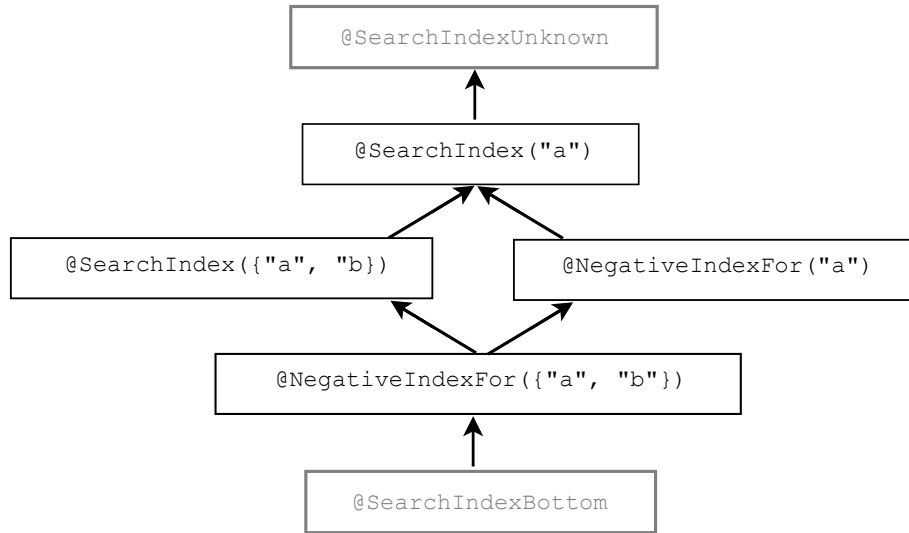 @SearchIndexUnknown
@SearchIndex("a")
@SearchIndex({"a", "b})
@NegativeIndexFor("a")
@NegativeIndexFor({"a", "b"})
@SearchIndexBottom